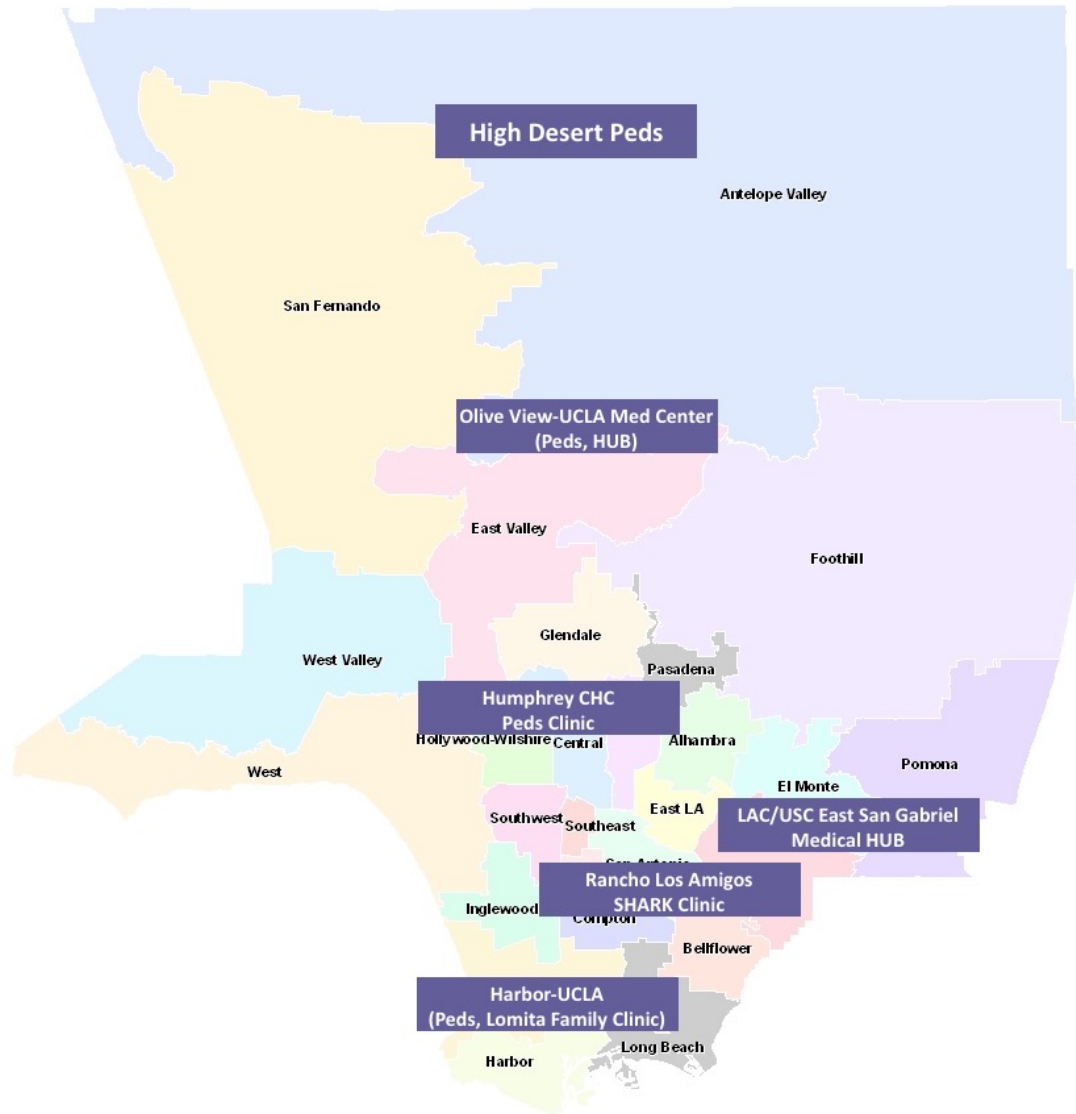 High Desert Peds
Antelope Valley
San Fernando
Olive View-UCLA Med Center
(Peds, HUB)
East Valley
Foothill
Glendale
West Valley
Pasadena
Humphrey CHC
Peds Clinic
Hollywood-Wilshire
Central
Alhambra
West
Pomona
El Monte
East LA
LAC/USC East San Gabriel
Medical HUB
Southwest
Southeast
San Antonio
Rancho Los Amigos
SHARK Clinic
Inglewood
Compton
Bellflower
Harbor-UCLA
(Peds, Lomita Family Clinic)
Long Beach
Harbor